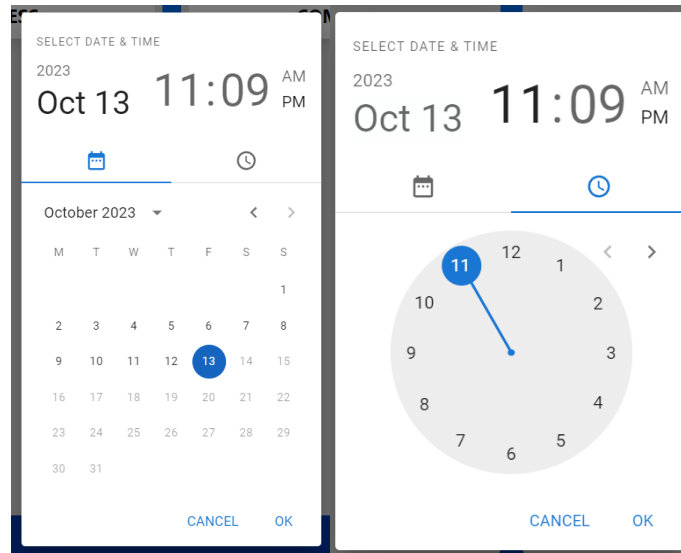 SELECT DATE & TIME
2023
Oct 13 11:09 AM
PM
October 2023
M T W T F S S
1
2 3 4 5 6 7 8
9 10 11 12 13 14 15
16 17 18 19 20 21 22
23 24 25 26 27 28 29
30 31
CANCEL OK
SELECT DATE & TIME
2023
Oct 13 11:09 AM
PM
12
11 1
10 2
9 3
8 4
7 5
6
CANCEL OK